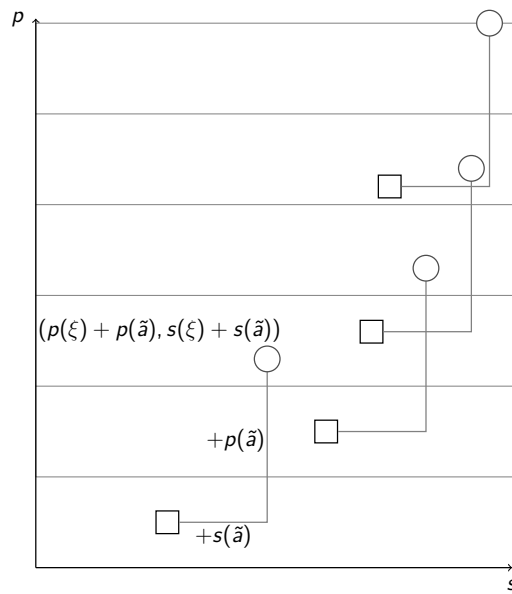 p
(p(ξ) + p(ã), s(ξ) + s(ã))
+p(ã)
+s(ã)
s